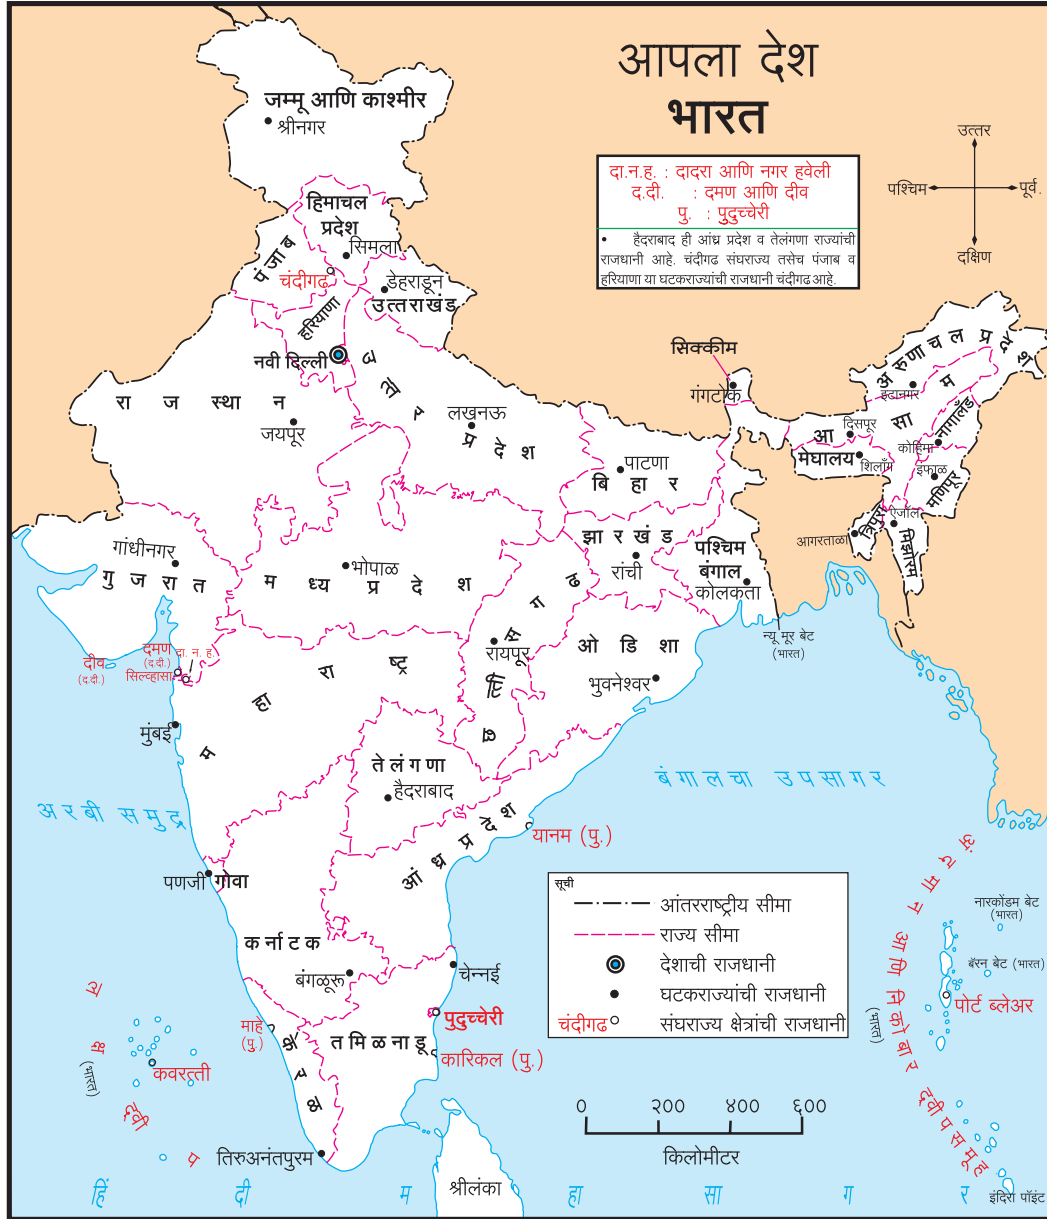 आपला देश
भारत
उत्तर
पश्चिम
पूर्व.
दक्षिण
दा.न.ह. : दादरा आणि नगर हवेली
द.दी. : दमण आणि दीव
पु. : पुदुच्चेरी
• हैदराबाद ही आंध्र प्रदेश व तेलंगणा राज्यांची
राजधानी आहे. चंदीगढ संघराज्य तसेच पंजाब व
हरियाणा या घटकराज्यांची राजधानी चंदीगढ आहे.
जम्मू आणि काश्मीर
श्रीनगर
हिमाचल
प्रदेश
सिमला
पंजाब
चंदीगढ
डेहराडून
उत्तराखंड
हरियाणा
नवी दिल्ली
राजस्थान
जयपूर
उत्तर प्रदेश
लखनऊ
सिक्कीम
गंगटोक
अरुणाचल प्रदेश
इटानगर
आसाम
दिसपूर
नागालँड
कोहिमा
मेघालय
शिलाँग
इंफाळ
मणिपूर
त्रिपुरा
ऐजॉल
आगरताळा
मिझोरम
पाटणा
बिहार
झारखंड
रांची
पश्चिम
बंगाल
कोलकता
न्यू मूर बेट
(भारत)
गांधीनगर
गुजरात
भोपाळ
मध्य प्रदेश
छत्तीसगढ
रायपूर
ओडिशा
भुवनेश्वर
दमण
(द.दी.)
दा. न. ह.
दीव
(द.दी.)
सिल्व्हासा
महाराष्ट्र
मुंबई
तेलंगणा
हैदराबाद
बंगालचा उपसागर
अरबी समुद्र
आंध्र प्रदेश
यानम (पु.)
पणजी
गोवा
कर्नाटक
बंगळूरू
चेन्नई
पुदुच्चेरी
माहे
(पु.)
केरळ
तमिळनाडू
कारिकल (पु.)
तिरुअनंतपुरम
श्रीलंका
लक्षद्वीप
(भारत)
कवरत्ती
सूची
आंतरराष्ट्रीय सीमा
राज्य सीमा
देशाची राजधानी
घटकराज्यांची राजधानी
चंदीगढ संघराज्य क्षेत्रांची राजधानी
० २०० ४०० ६००
किलोमीटर
अंदमान आणि निकोबार द्वीपसमूह
(भारत)
नारकोंडम बेट
(भारत)
बॅरन बेट (भारत)
पोर्ट ब्लेअर
इंदिरा पॉइंट
हिंदी महासागर